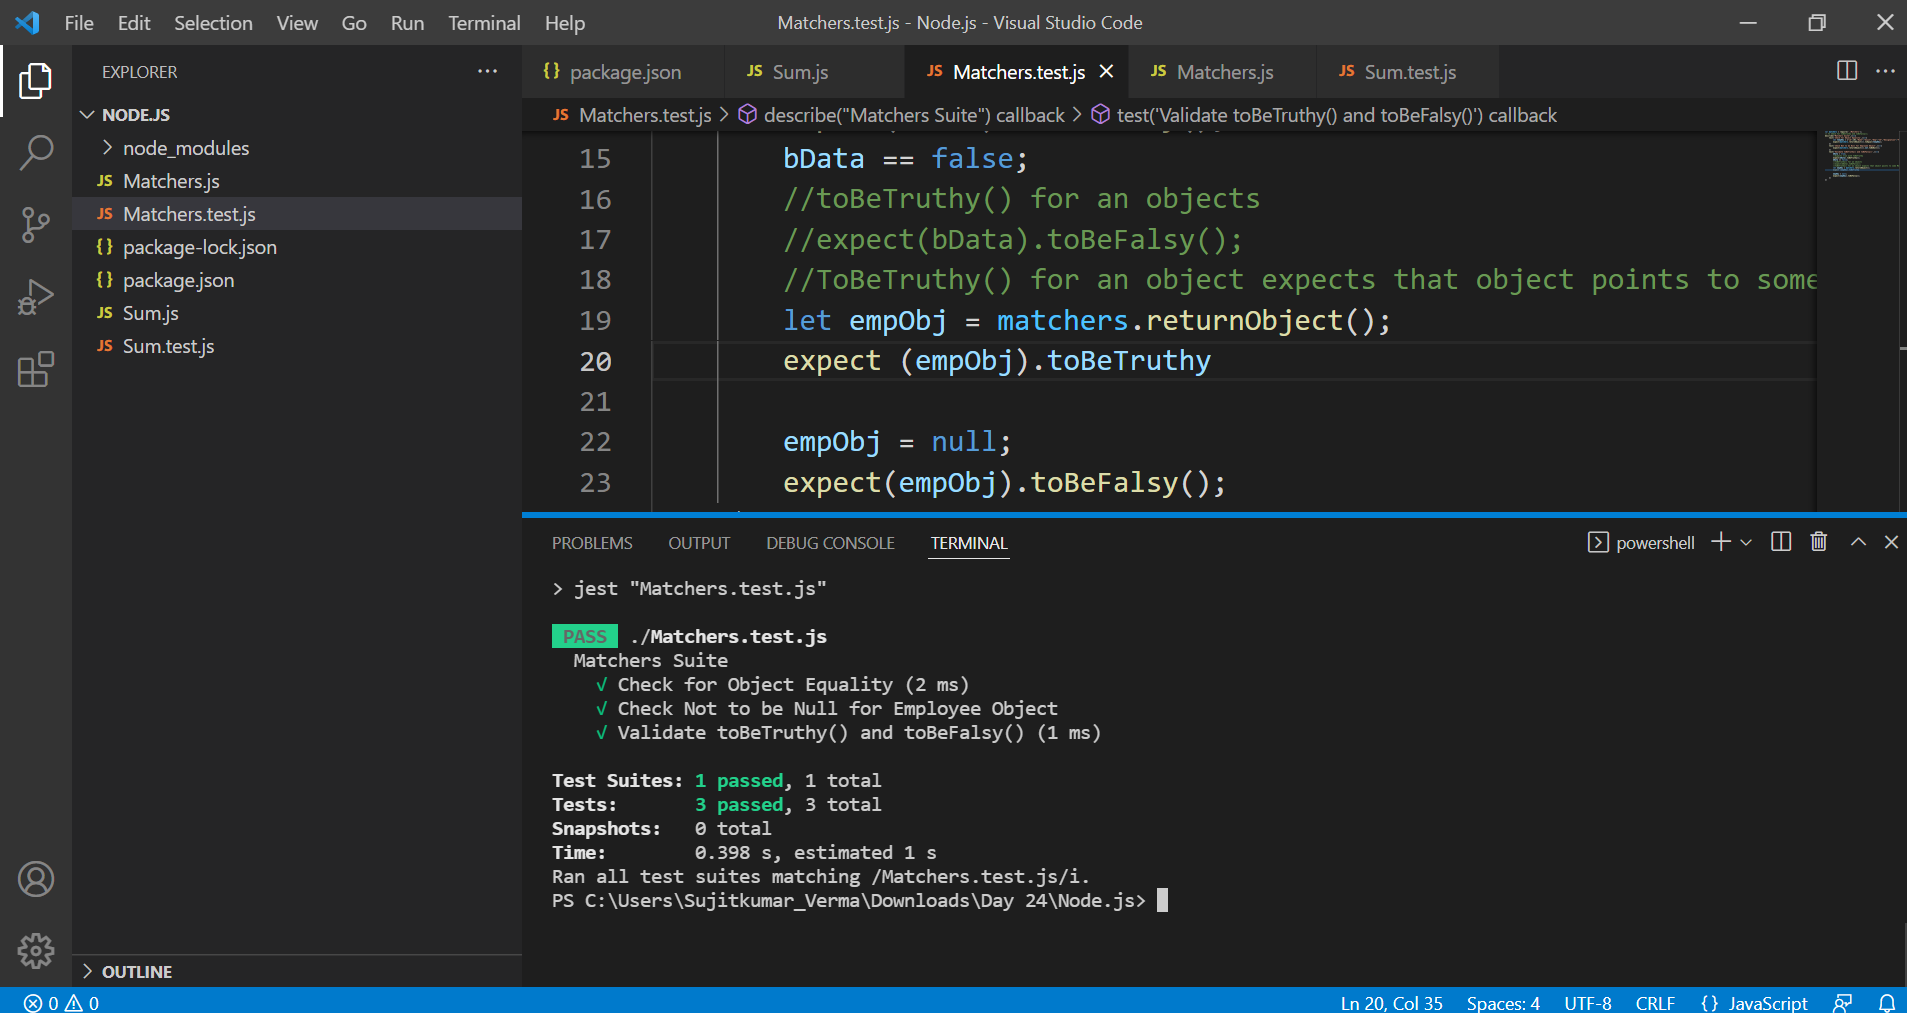 File Edit Selection View Go Run Terminal Help Matchers.test.js - Node.js - Visual Studio Code
EXPLORER
NODE.JS
node_modules
JS Matchers.js
JS Matchers.test.js
{} package-lock.json
{} package.json
JS Sum.js
JS Sum.test.js
OUTLINE
{} package.json JS Sum.js JS Matchers.test.js JS Matchers.js JS Sum.test.js
JS Matchers.test.js > describe("Matchers Suite") callback > test('Validate toBeTruthy() and toBeFalsy()') callback
15 bData == false;
16 //toBeTruthy() for an objects
17 //expect(bData).toBeFalsy();
18 //ToBeTruthy() for an object expects that object points to some
19 let empObj = matchers.returnObject();
20 expect (empObj).toBeTruthy
21
22 empObj = null;
23 expect(empObj).toBeFalsy();
PROBLEMS OUTPUT DEBUG CONSOLE TERMINAL powershell
> jest "Matchers.test.js"
PASS ./Matchers.test.js
Matchers Suite
√ Check for Object Equality (2 ms)
√ Check Not to be Null for Employee Object
√ Validate toBeTruthy() and toBeFalsy() (1 ms)
Test Suites: 1 passed, 1 total
Tests: 3 passed, 3 total
Snapshots: 0 total
Time: 0.398 s, estimated 1 s
Ran all test suites matching /Matchers.test.js/i.
PS C:\Users\Sujitkumar_Verma\Downloads\Day 24\Node.js>
0 0 Ln 20, Col 35 Spaces: 4 UTF-8 CRLF {} JavaScript